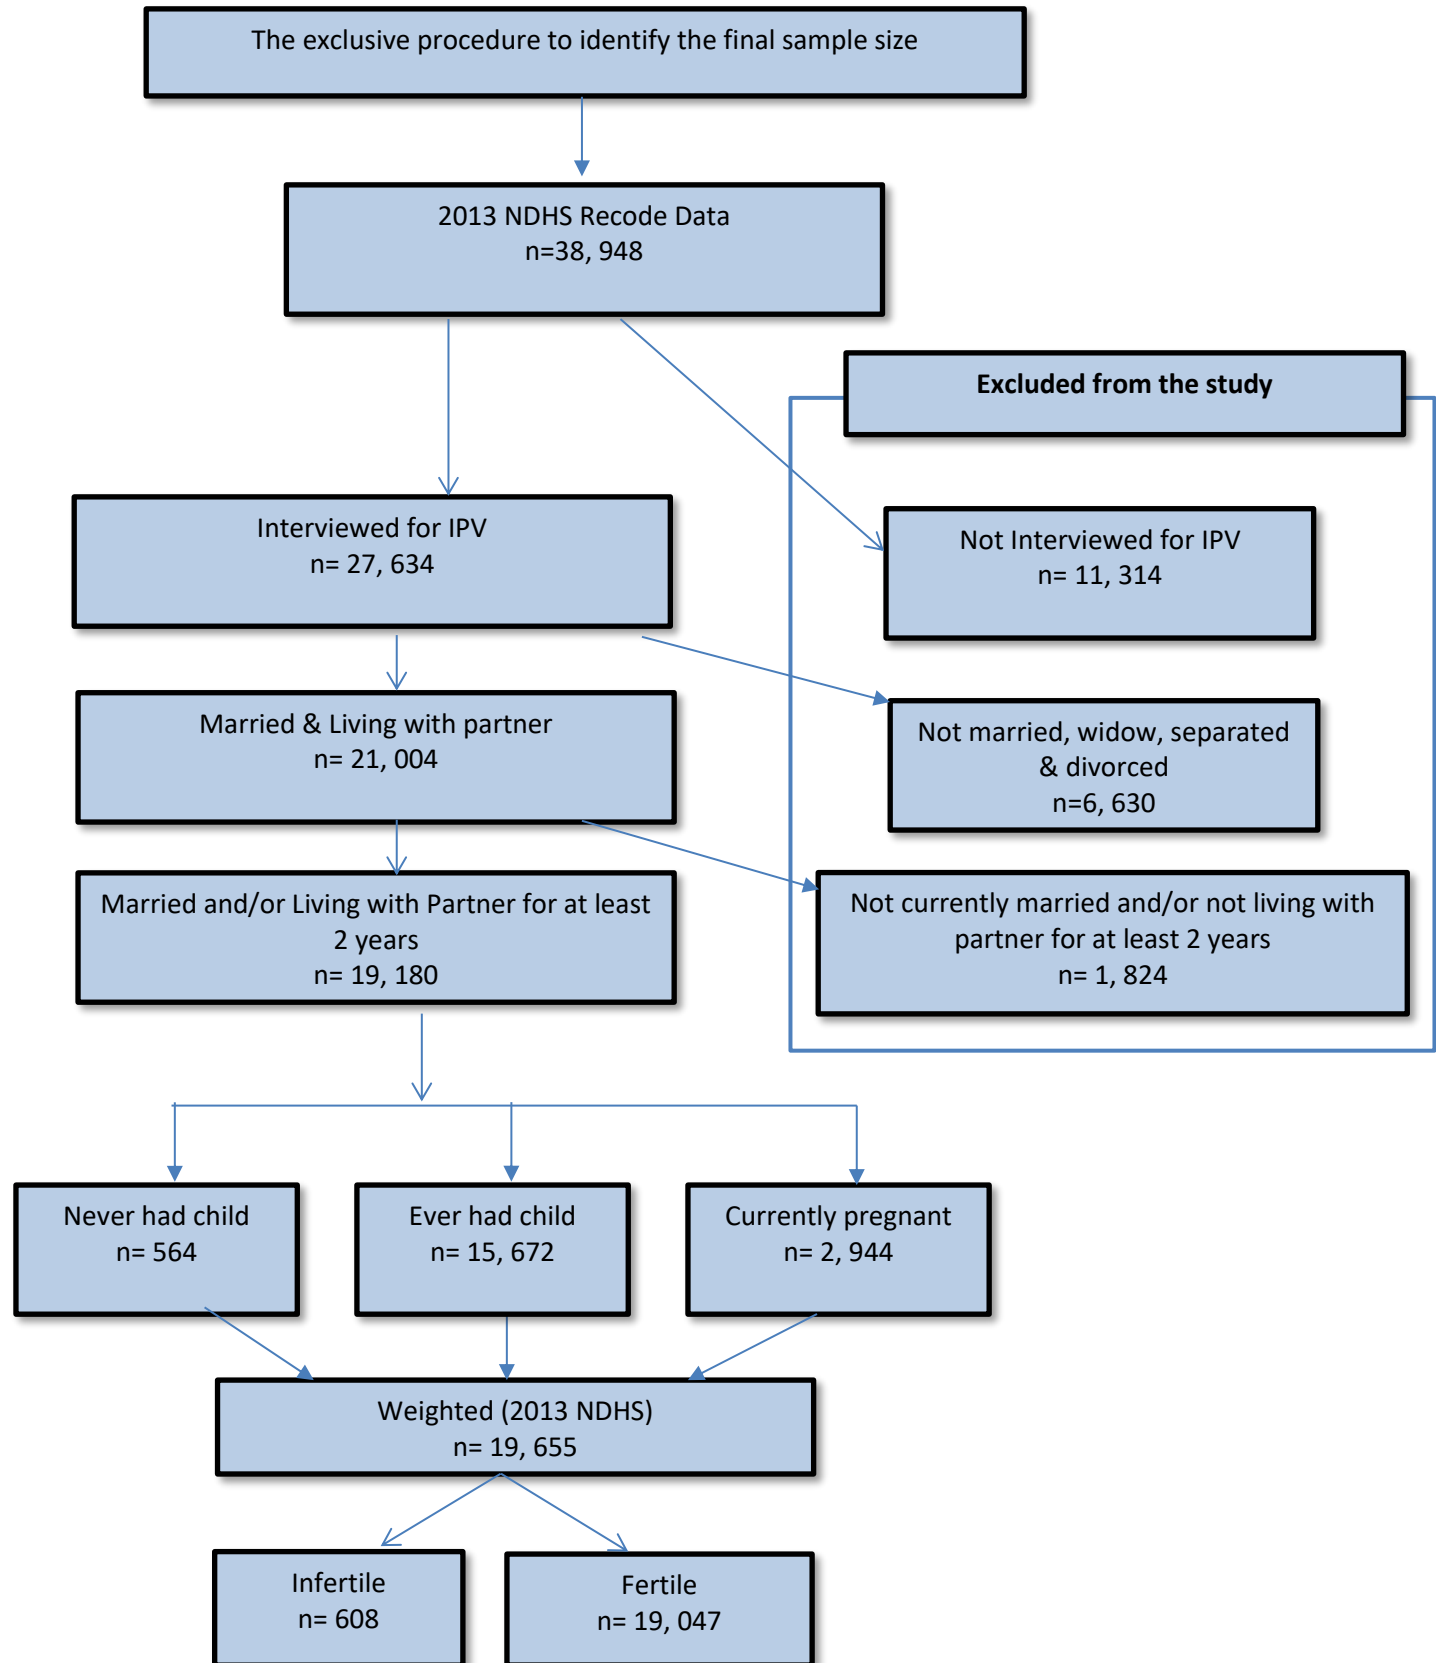 The exclusive procedure to identify the final sample size
2013 NDHS Recode Data
n=38, 948
Excluded from the study
Interviewed for IPV
n= 27, 634
Not Interviewed for IPV
n= 11, 314
Married & Living with partner
n= 21, 004
Not married, widow, separated
& divorced
n=6, 630
Married and/or Living with Partner for at least
2 years
n= 19, 180
Not currently married and/or not living with
partner for at least 2 years
n= 1, 824
Never had child
n= 564
Ever had child
n= 15, 672
Currently pregnant
n= 2, 944
Weighted (2013 NDHS)
n= 19, 655
Infertile
n= 608
Fertile
n= 19, 047